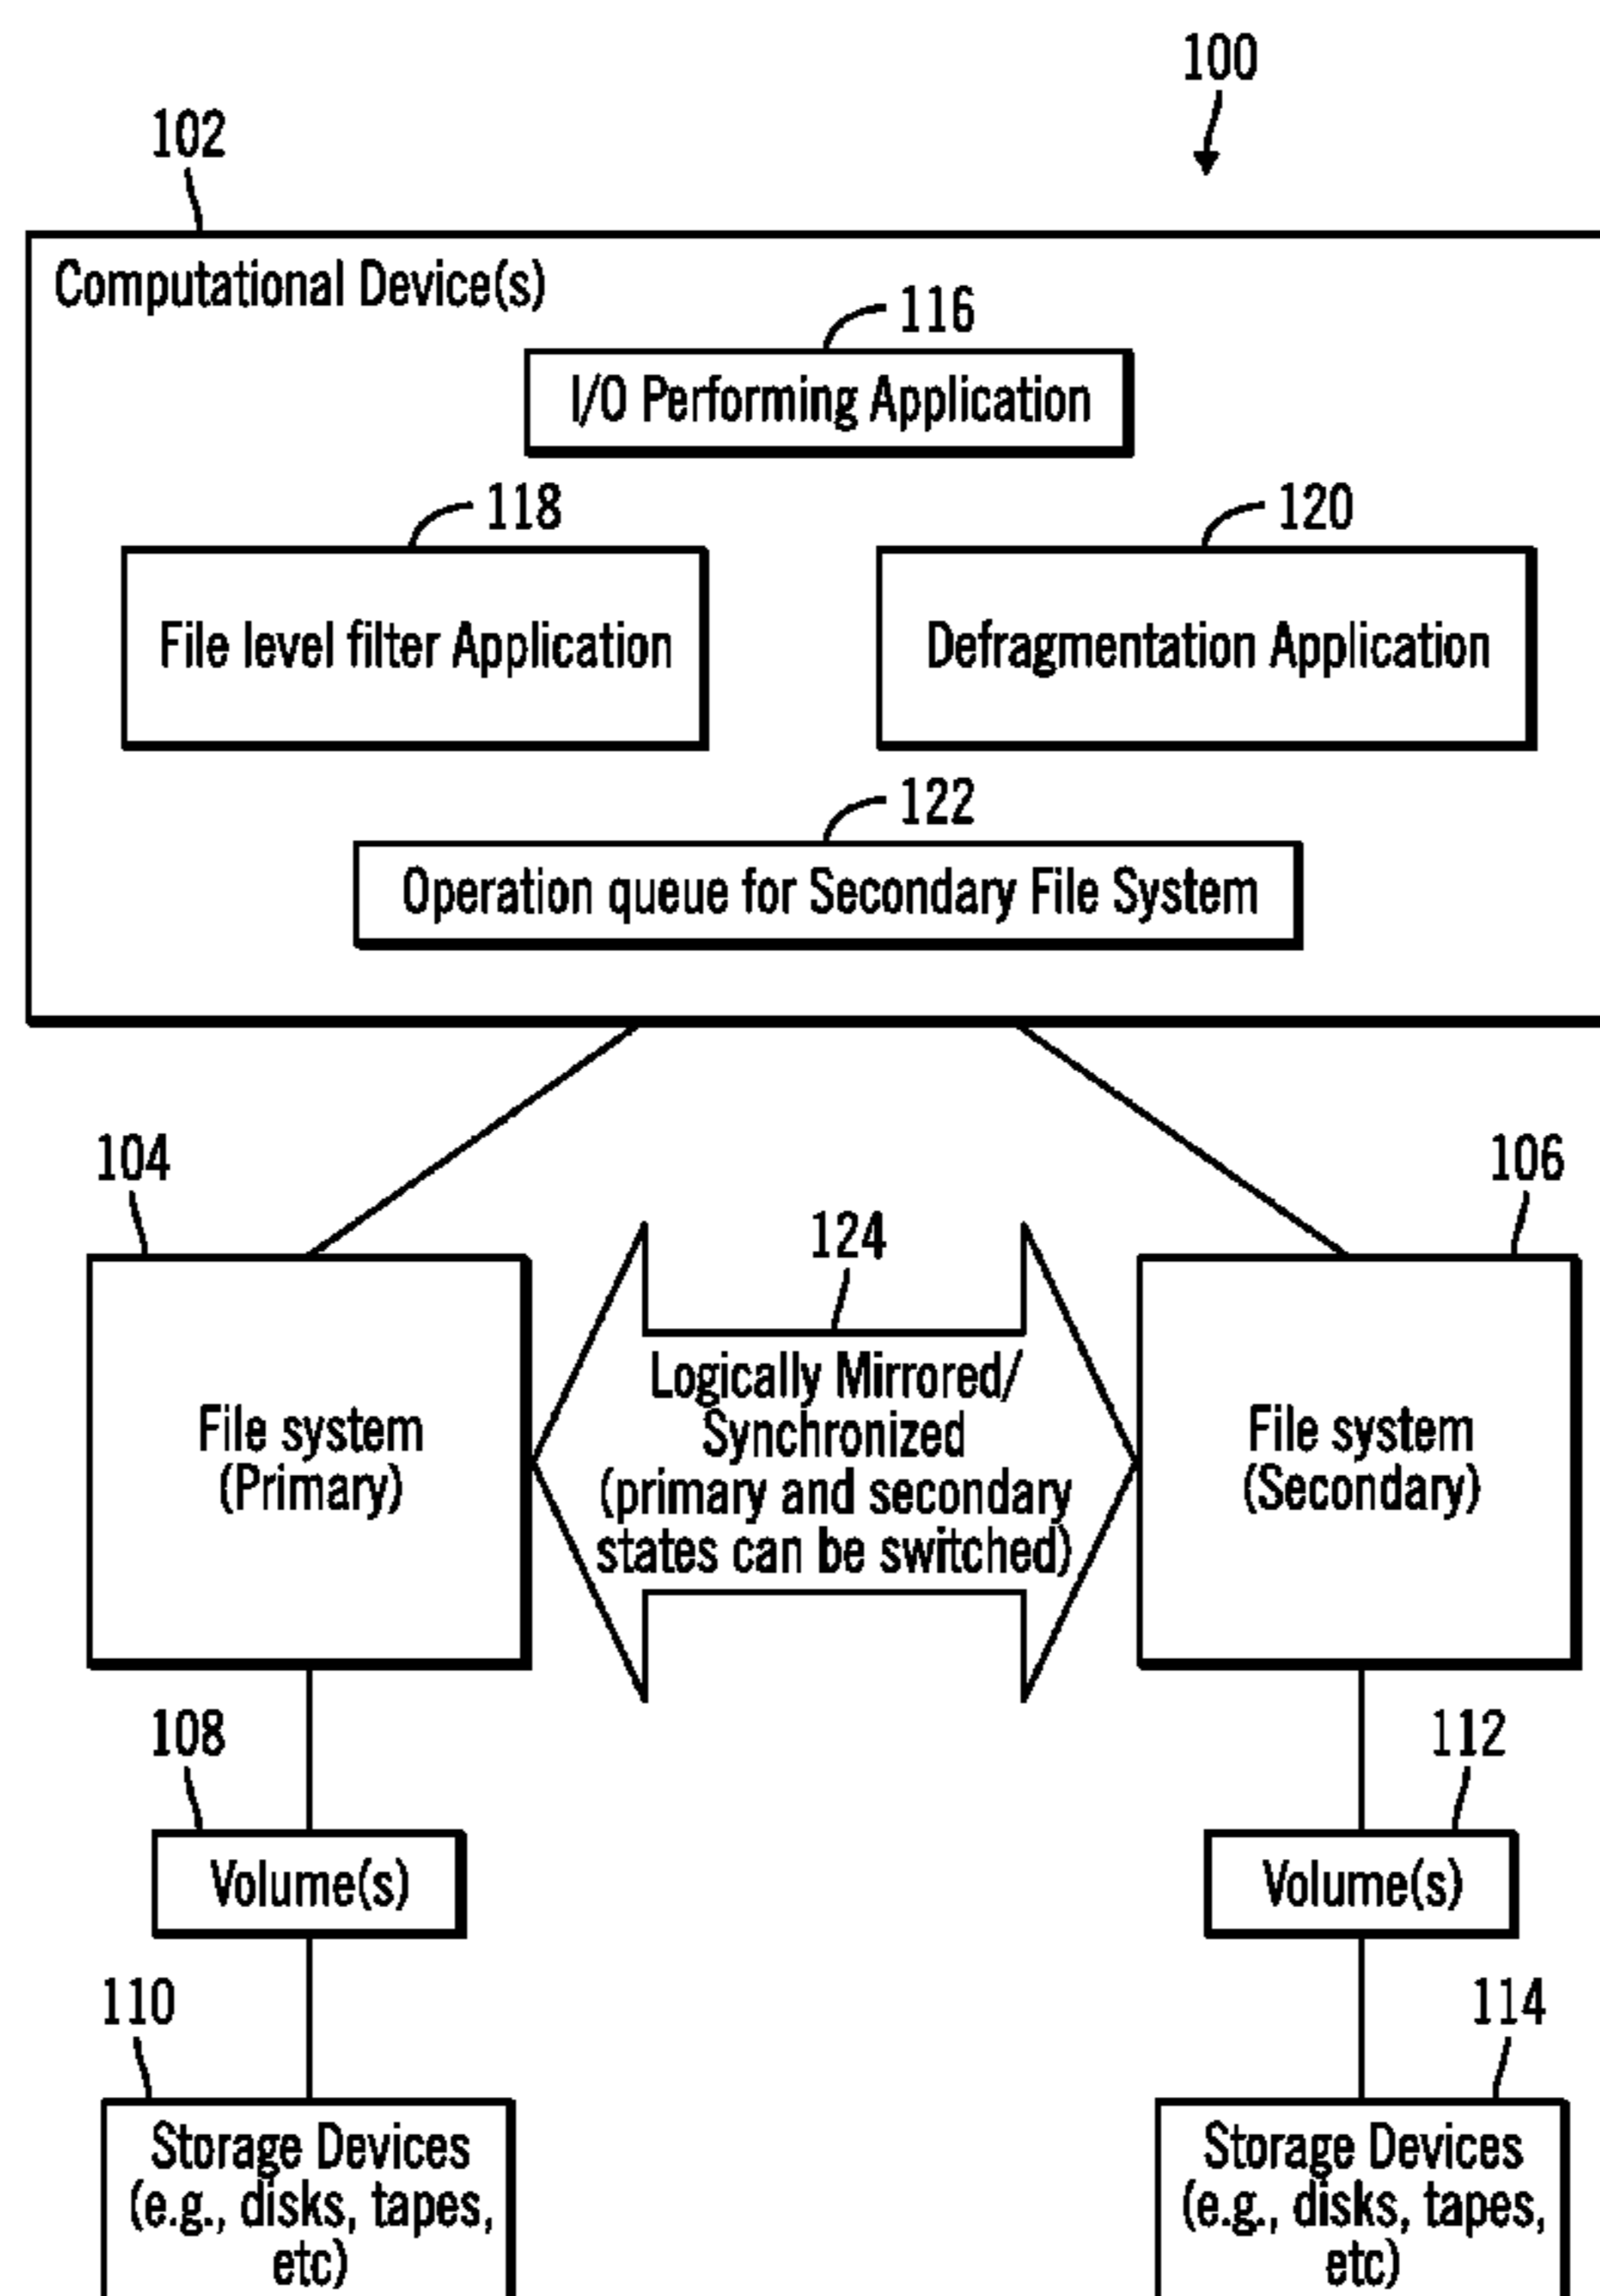 100
102
Computational Device(s)
116
I/O Performing Application
118
120
File level filter Application
Defragmentation Application
122
Operation queue for Secondary File System
104
106
124
File system
(Primary)
Logically Mirrored/
Synchronized
(primary and secondary
states can be switched)
File system
(Secondary)
108
112
Volume(s)
Volume(s)
110
114
Storage Devices
(e.g., disks, tapes,
etc)
Storage Devices
(e.g., disks, tapes,
etc)